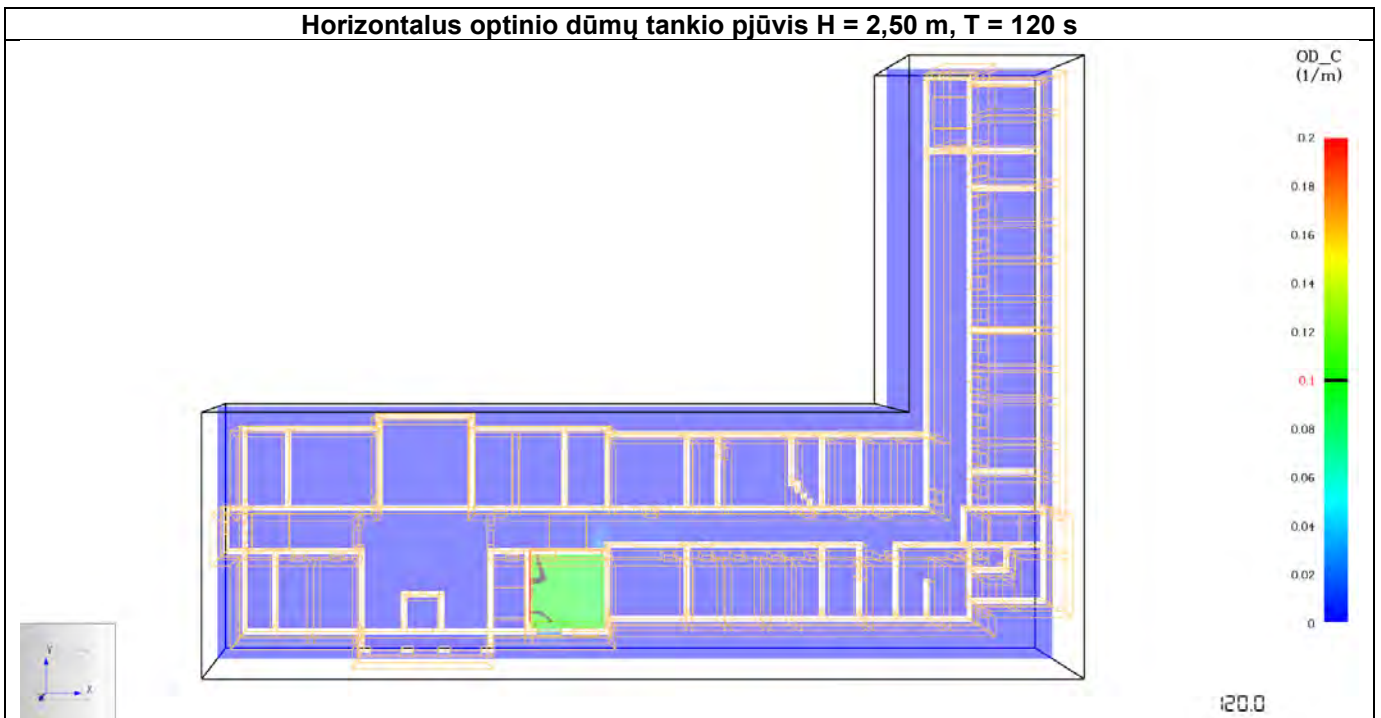 Horizontalus optinio dūmų tankio pjūvis H = 2,50 m, T = 120 s
OD_C
(1/m)
0.2
0.18
0.16
0.14
0.12
0.1
0.08
0.06
0.04
0.02
0
Y
X
120.0